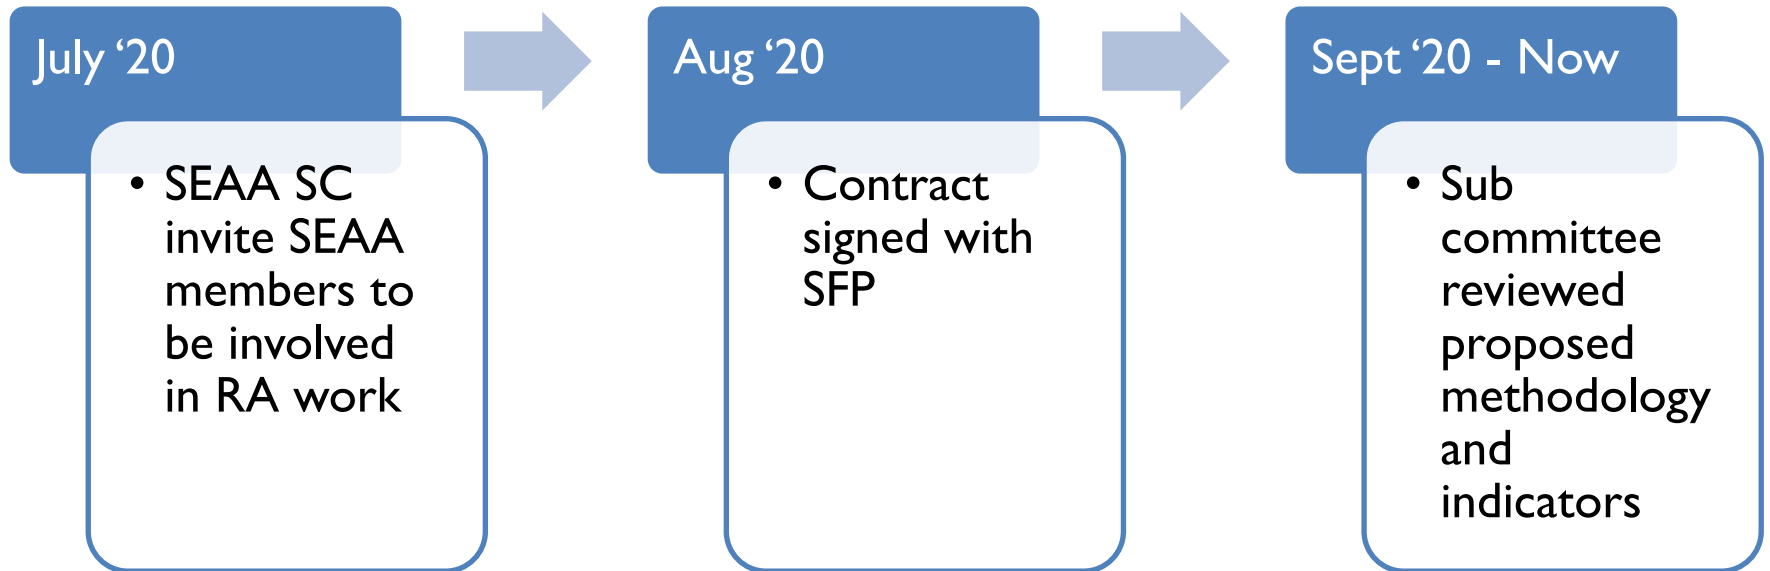 July ‘20
• SEAA SC
invite SEAA
members to
be involved
in RA work
Aug ‘20
• Contract
signed with
SFP
Sept ‘20 - Now
• Sub
committee
reviewed
proposed
methodology
and
indicators